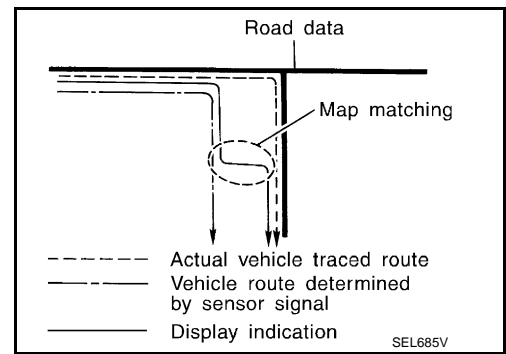 Road data
Map matching
Actual vehicle traced route
Vehicle route determined
by sensor signal
Display indication
SEL685V